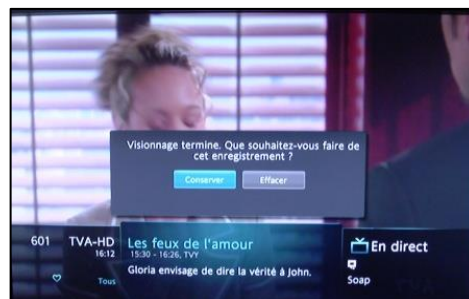 Visionnage termine. Que souhaitez-vous faire de
cet enregistrement ?
Conserver
Effacer
601 TVA-HD
16:12
Tous
Les feux de l'amour
15:30 - 16:26, TVY
Gloria envisage de dire la vérité à John.
En direct
Soap